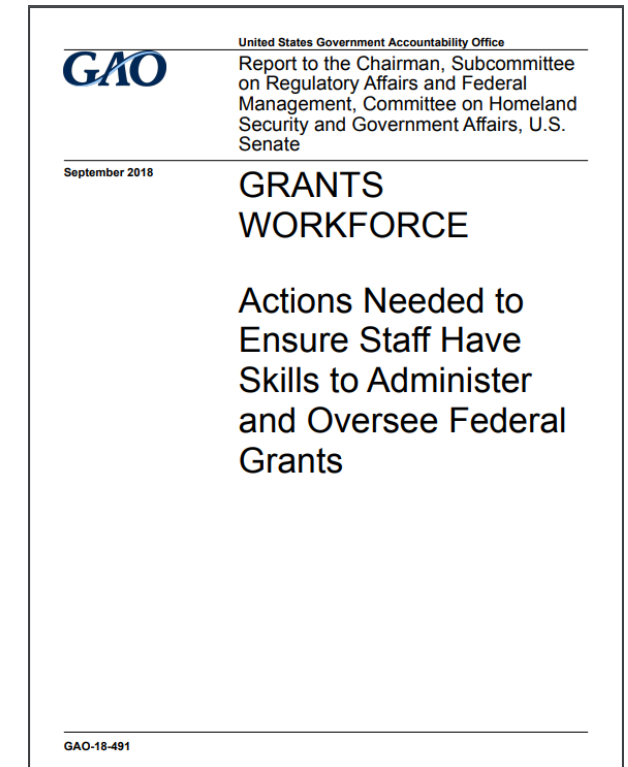 United States Government Accountability Office
GAO
Report to the Chairman, Subcommittee
on Regulatory Affairs and Federal
Management, Committee on Homeland
Security and Government Affairs, U.S.
Senate
September 2018
GRANTS
WORKFORCE
Actions Needed to
Ensure Staff Have
Skills to Administer
and Oversee Federal
Grants
GAO-18-491